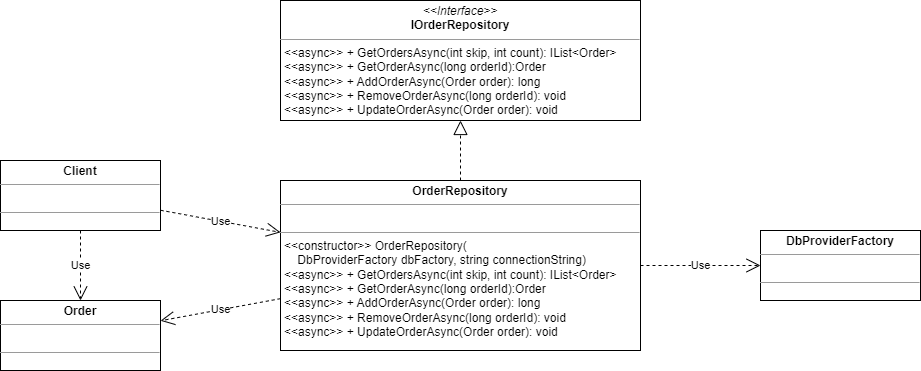 <<Interface>>
IOrderRepository
<<async>> + GetOrdersAsync(int skip, int count): IList<Order>
<<async>> + GetOrderAsync(long orderId):Order
<<async>> + AddOrderAsync(Order order): long
<<async>> + RemoveOrderAsync(long orderId): void
<<async>> + UpdateOrderAsync(Order order): void
Client
Use
Use
Order
Use
OrderRepository
<<constructor>> OrderRepository(
DbProviderFactory dbFactory, string connectionString)
<<async>> + GetOrdersAsync(int skip, int count): IList<Order>
<<async>> + GetOrderAsync(long orderId):Order
<<async>> + AddOrderAsync(Order order): long
<<async>> + RemoveOrderAsync(long orderId): void
<<async>> + UpdateOrderAsync(Order order): void
Use
DbProviderFactory